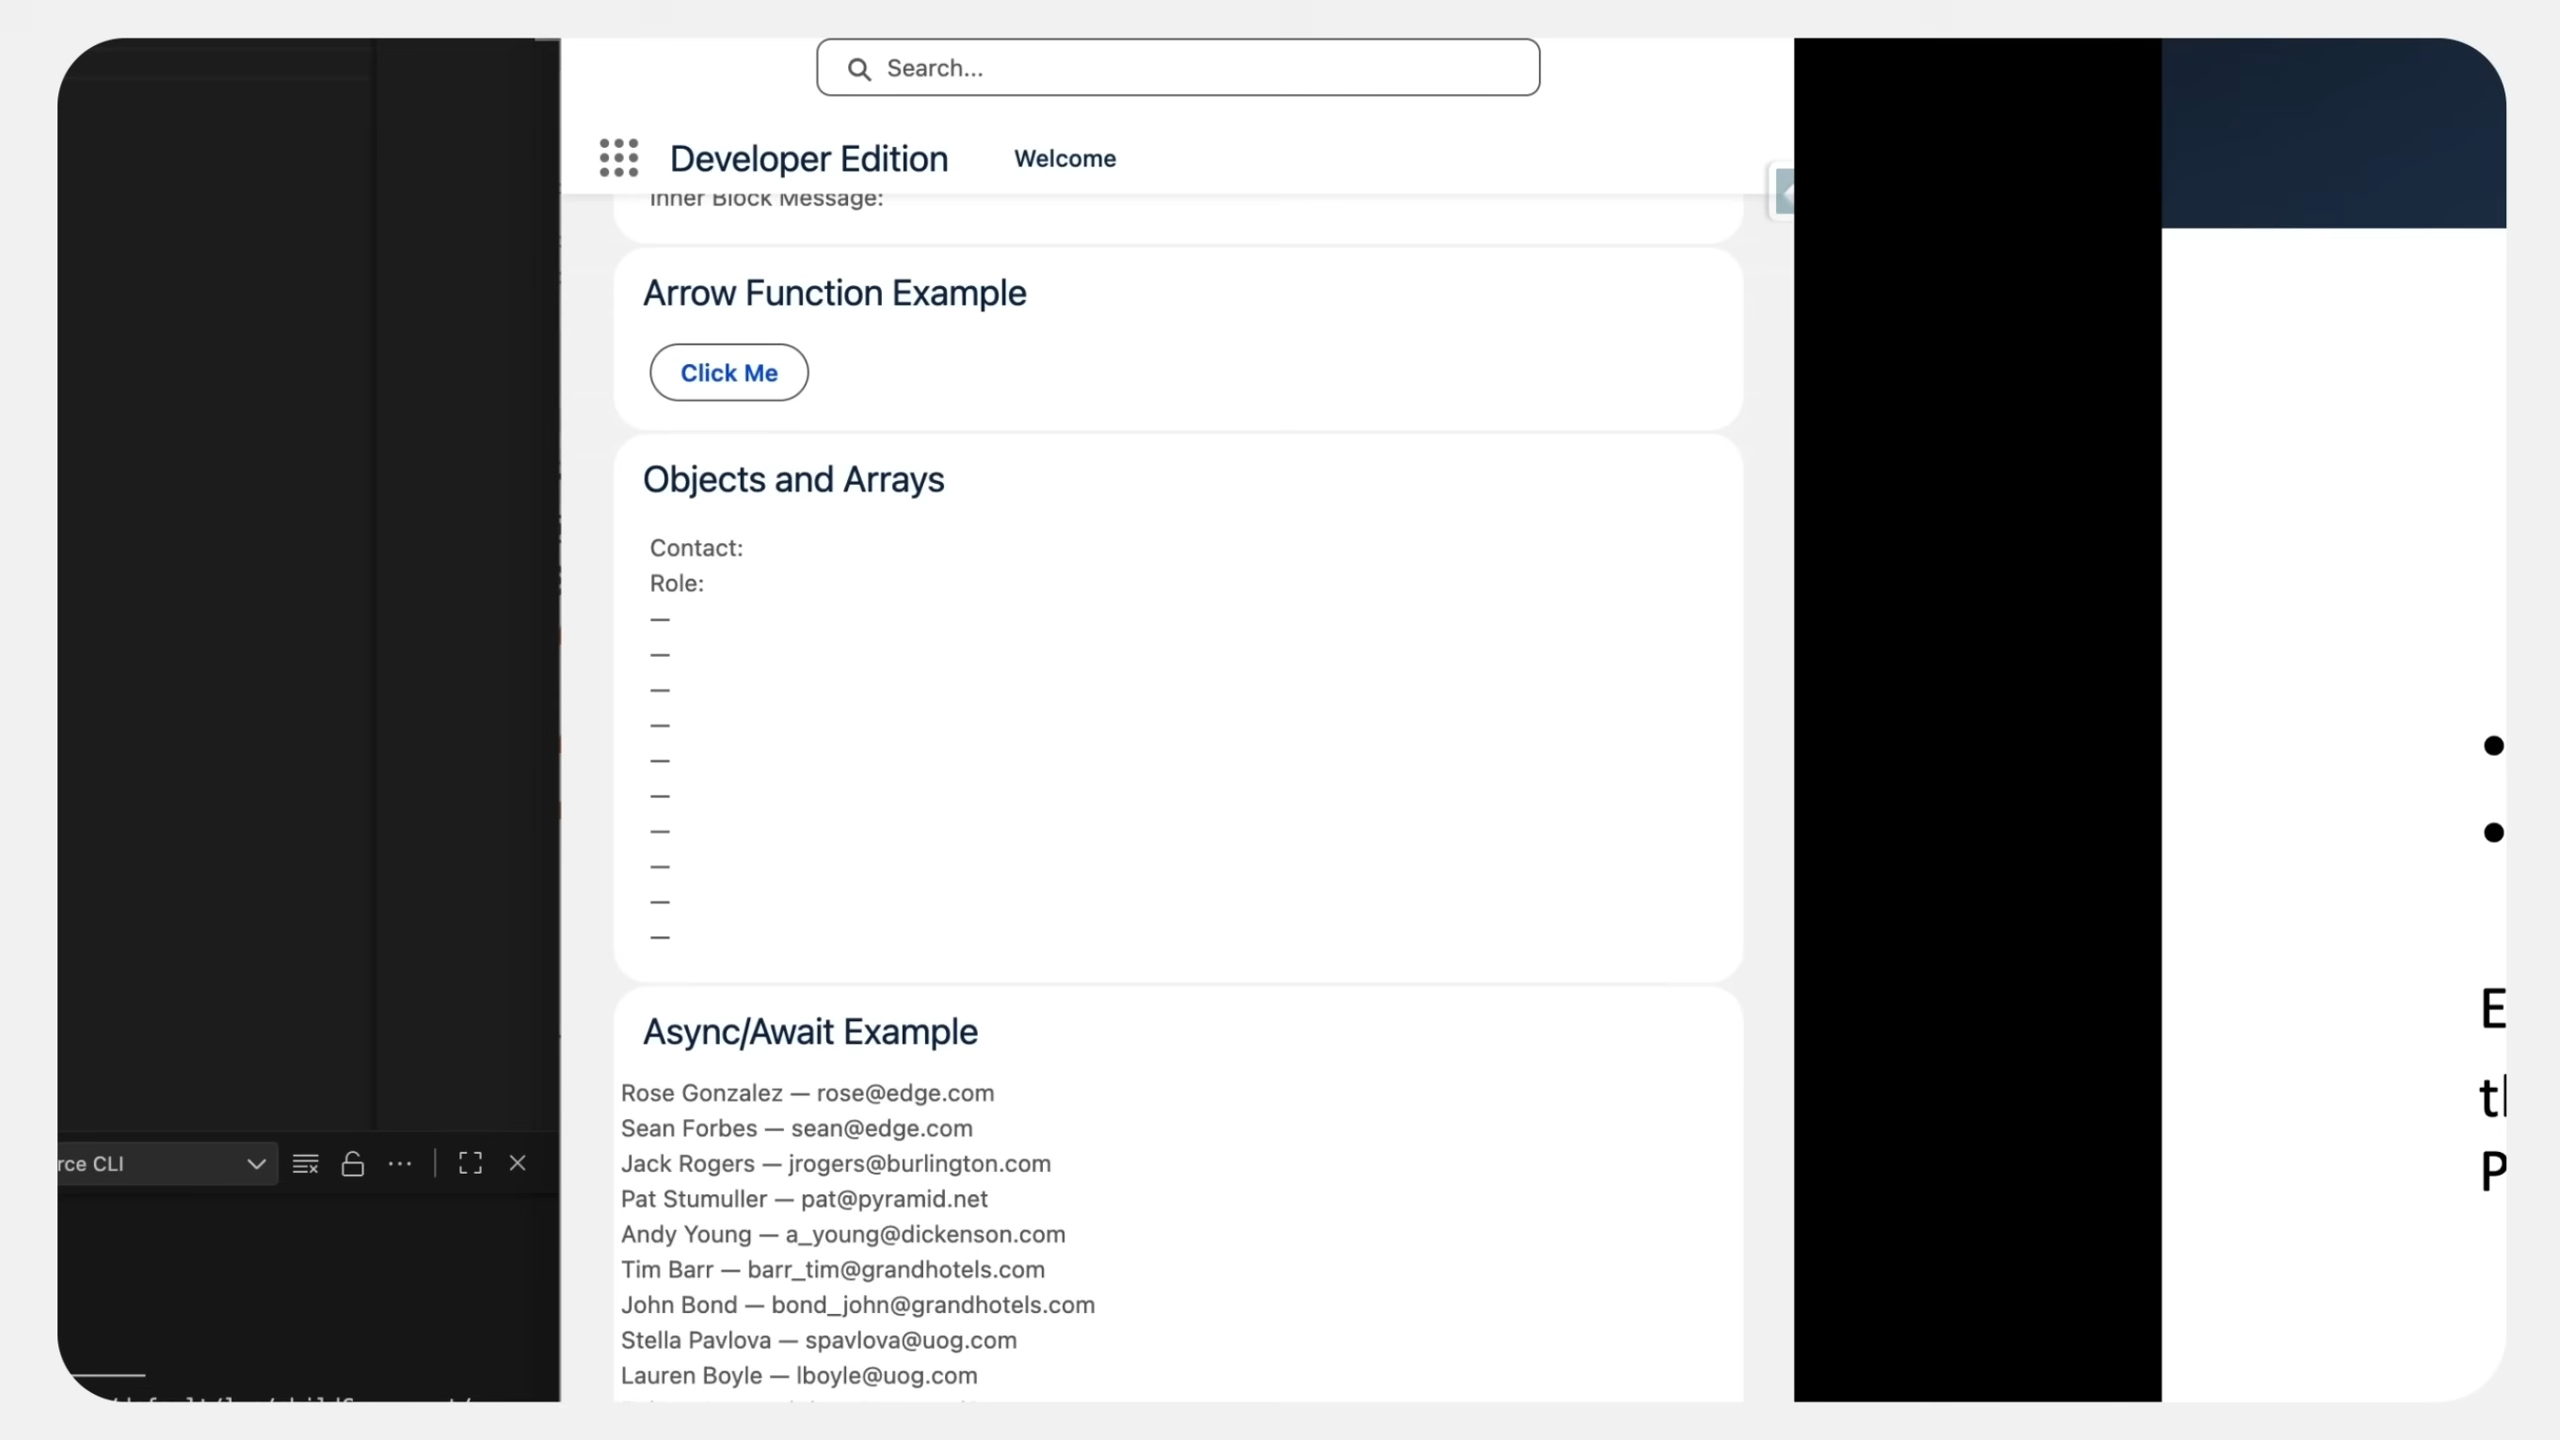 Search...
Developer Edition
Welcome
Inner Block Message:
Arrow Function Example
Click Me
Objects and Arrays
Contact:
Role:
—
—
—
—
—
—
—
—
—
—
Async/Await Example
Rose Gonzalez — rose@edge.com
Sean Forbes — sean@edge.com
Jack Rogers — jrogers@burlington.com
Pat Stumuller — pat@pyramid.net
Andy Young — a_young@dickenson.com
Tim Barr — barr_tim@grandhotels.com
John Bond — bond_john@grandhotels.com
Stella Pavlova — spavlova@uog.com
Lauren Boyle — lboyle@uog.com
rce CLI
•
•
E
P